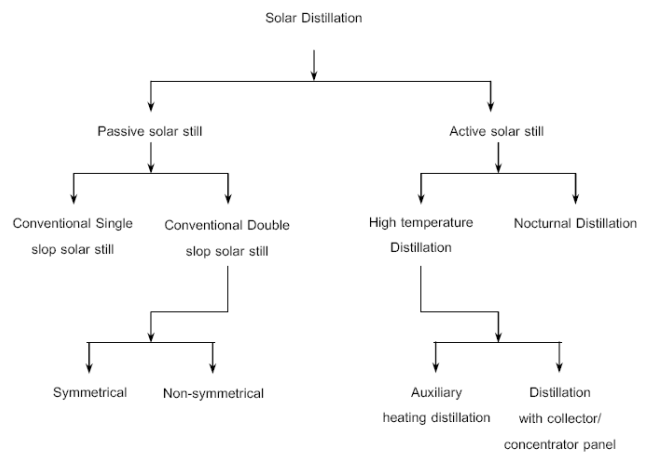 Solar Distillation
Passive solar still
Active solar still
Conventional Single
slop solar still
Conventional Double
slop solar still
High temperature
Distillation
Nocturnal Distillation
Symmetrical
Non-symmetrical
Auxiliary
heating distillation
Distillation
with collector/
concentrator panel